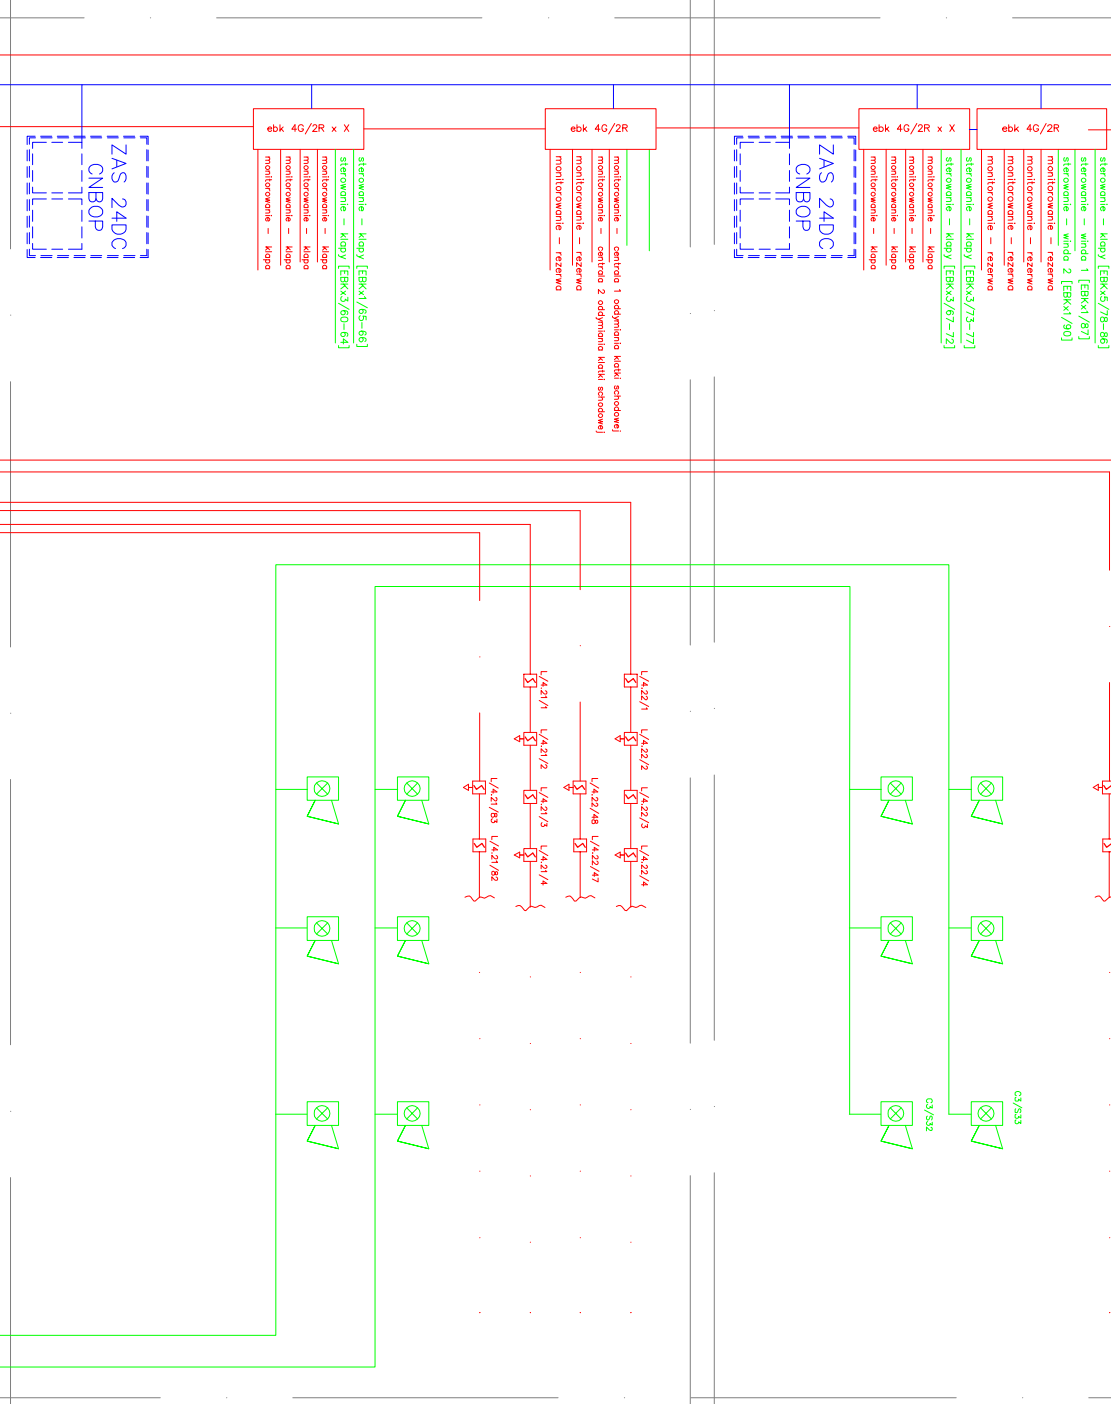 ebk 4G/2R x X
ebk 4G/2R
ebk 4G/2R x X
ebk 4G/2R
ZAS 24DC
CNBOP
monitorowanie - klapa
monitorowanie - klapa
monitorowanie - klapa
monitorowanie - klapa
sterowanie - klapy [EBKx3/60-64]
sterowanie - klapy [EBKx1/65-66]
monitorowanie - rezerwa
monitorowanie - rezerwa
monitorowanie - centrala 2 oddymiania klatki schodowej
monitorowanie - centrala 1 oddymiania klatki schodowej
ZAS 24DC
CNBOP
monitorowanie - klapa
monitorowanie - klapa
monitorowanie - klapa
monitorowanie - klapa
sterowanie - klapy [EBKx3/67-72]
sterowanie - klapy [EBKx3/73-77]
monitorowanie - rezerwa
monitorowanie - rezerwa
monitorowanie - rezerwa
monitorowanie - rezerwa
sterowanie - winda 2 [EBKx1/90]
sterowanie - winda 1 [EBKx1/87]
sterowanie - klapy [EBKx5/78-86]
L/4.21/1
L/4.22/1
L/4.21/2
L/4.22/2
L/4.21/83
L/4.21/3
L/4.22/48
L/4.22/3
L/4.21/82
L/4.21/4
L/4.22/47
L/4.22/4
C3/S32
C3/S33